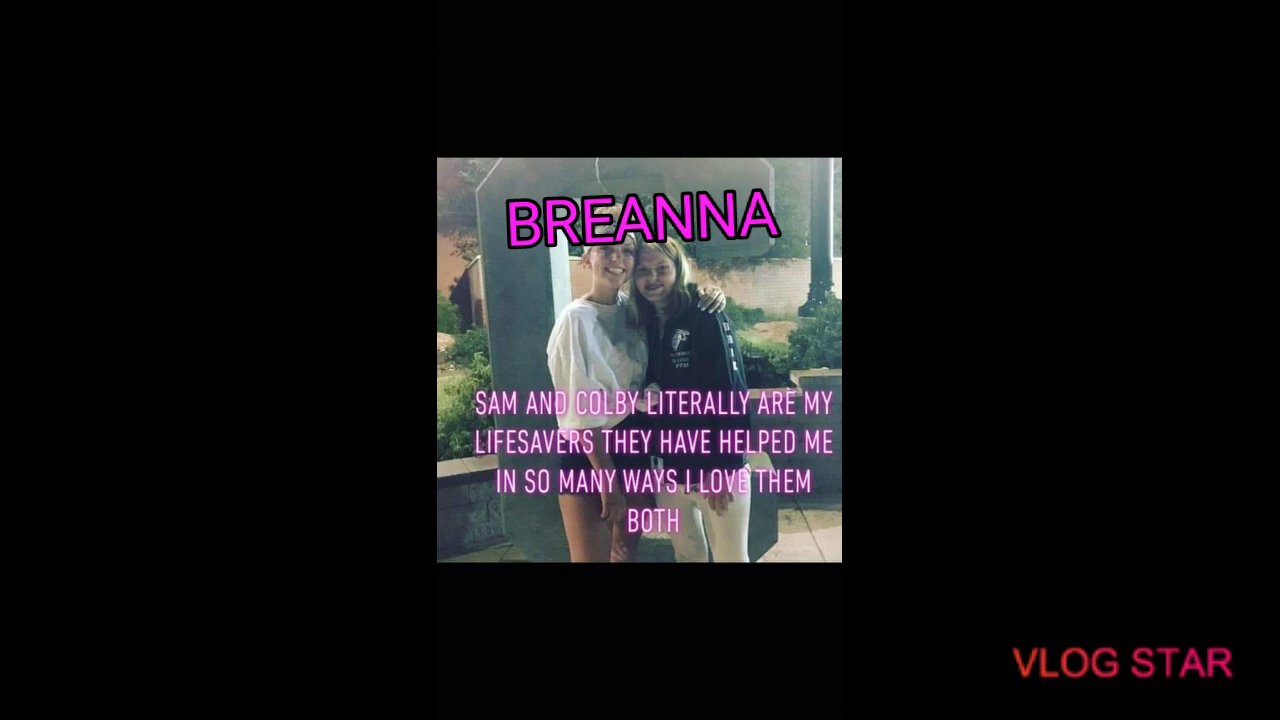 BREANNA
SAM AND COLBY LITERALLY ARE MY
LIFESAVERS THEY HAVE HELPED ME
IN SO MANY WAYS I LOVE THEM
BOTH
VLOG STAR